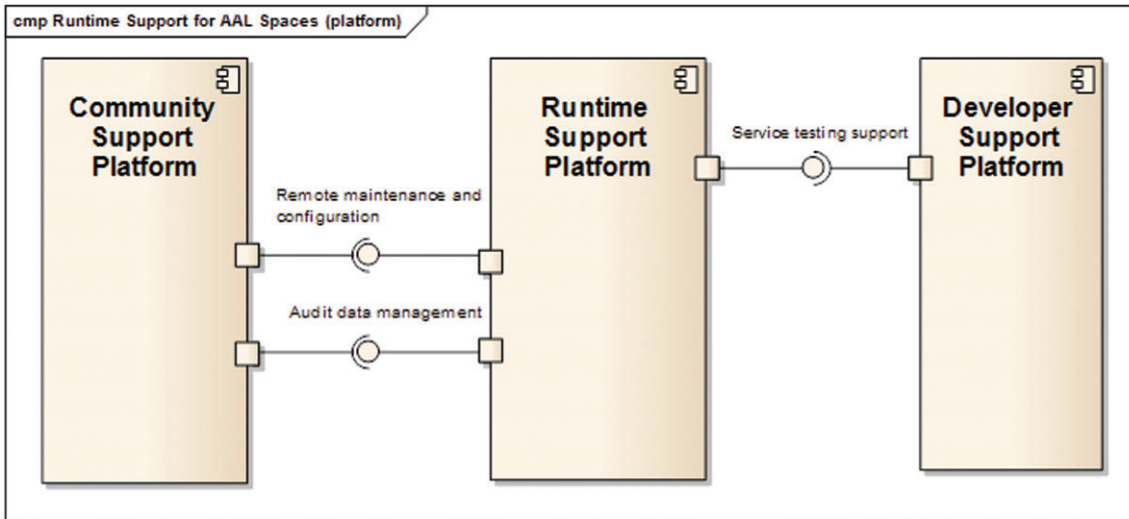 cmp Runtime Support for AAL Spaces (platform)
Community
Support
Platform
Runtime
Support
Platform
Developer
Support
Platform
Service testing support
Remote maintenance and
configuration
Audit data management